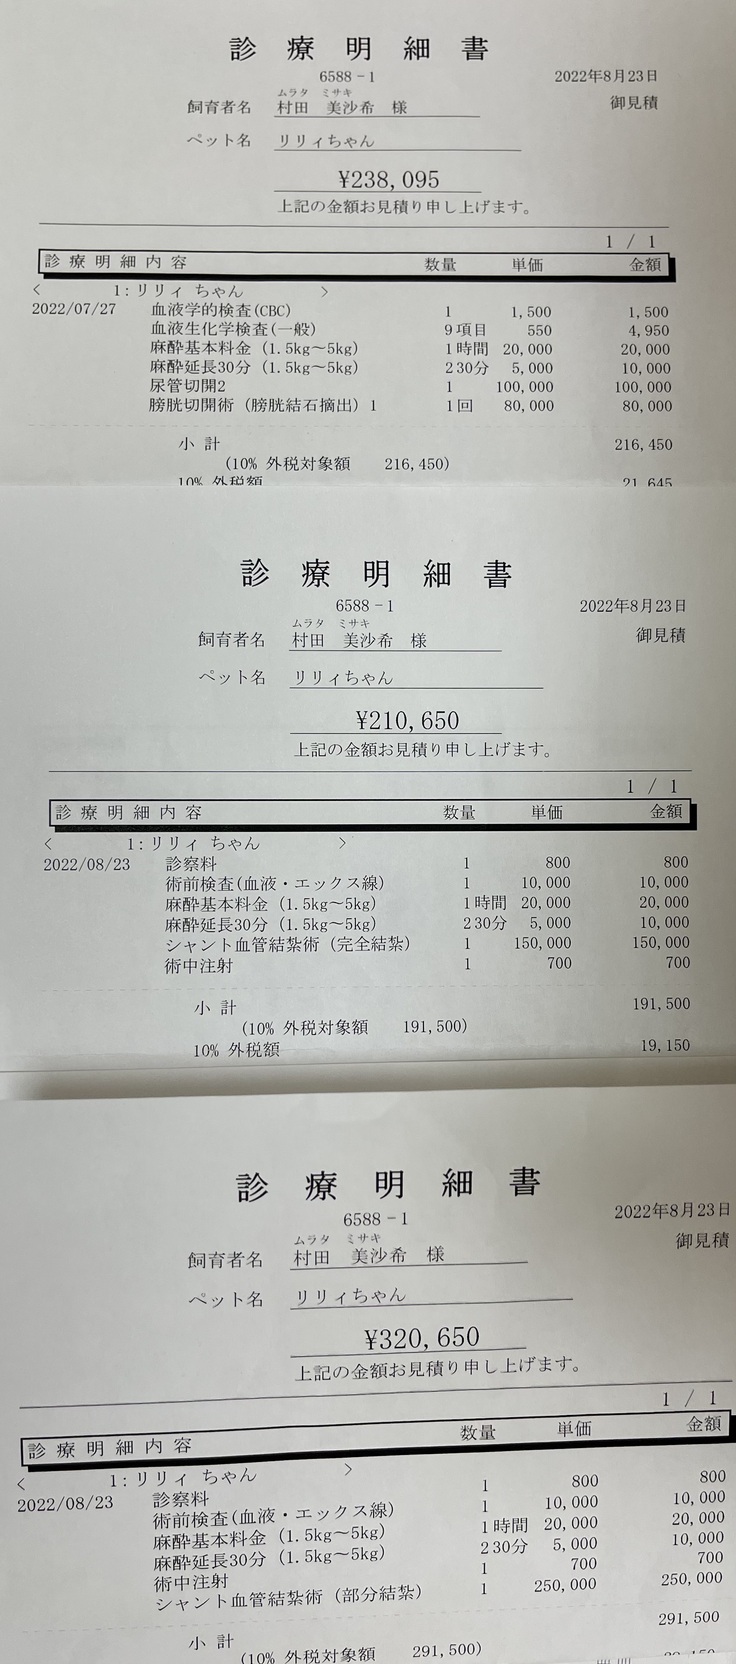 診療明細書
6588-1
2022年8月23日
ムラタ ミサキ
飼育者名 村田 美沙希 様
御見積
ペット名 リリィちゃん
¥238,095
上記の金額お見積り申し上げます。
1 / 1
診療明細内容 数量 単価 金額
< 1:リリィ ちゃん >
2022/07/27 血液学的検査(CBC) 1 1,500 1,500
血液生化学検査(一般) 9項目 550 4,950
麻酔基本料金 (1.5kg～5kg) 1時間 20,000 20,000
麻酔延長30分 (1.5kg～5kg) 2 30分 5,000 10,000
尿管切開2 1 100,000 100,000
膀胱切開術 (膀胱結石摘出) 1 1回 80,000 80,000
小 計 216,450
(10% 外税対象額 216,450)
10% 外税額 21,645
診療明細書
6588-1
2022年8月23日
ムラタ ミサキ
飼育者名 村田 美沙希 様
御見積
ペット名 リリィちゃん
¥210,650
上記の金額お見積り申し上げます。
1 / 1
診療明細内容 数量 単価 金額
< 1:リリィ ちゃん >
2022/08/23 診察料 1 800 800
術前検査(血液・エックス線) 1 10,000 10,000
麻酔基本料金 (1.5kg～5kg) 1時間 20,000 20,000
麻酔延長30分 (1.5kg～5kg) 2 30分 5,000 10,000
シャント血管結紮術 (完全結紮) 1 150,000 150,000
術中注射 1 700 700
小 計 191,500
(10% 外税対象額 191,500)
10% 外税額 19,150
診療明細書
6588-1
2022年8月23日
ムラタ ミサキ
飼育者名 村田 美沙希 様
御見積
ペット名 リリィちゃん
¥320,650
上記の金額お見積り申し上げます。
1 / 1
診療明細内容 数量 単価 金額
< 1:リリィ ちゃん >
2022/08/23 診察料 1 800 800
術前検査(血液・エックス線) 1 10,000 10,000
麻酔基本料金 (1.5kg～5kg) 1時間 20,000 20,000
麻酔延長30分 (1.5kg～5kg) 2 30分 5,000 10,000
術中注射 1 700 700
シャント血管結紮術 (部分結紮) 1 250,000 250,000
小 計 291,500
(10% 外税対象額 291,500)